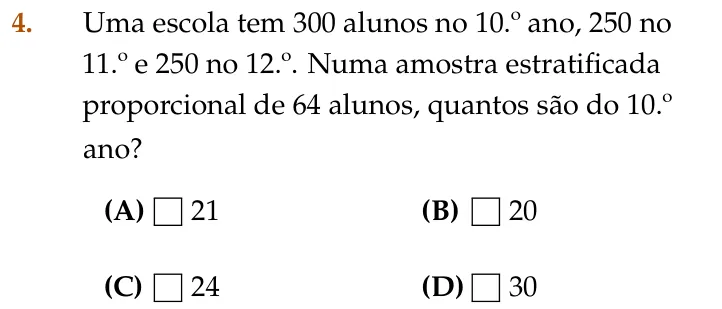 4. Uma escola tem 300 alunos no 10.º ano, 250 no
11.º e 250 no 12.º. Numa amostra estratificada
proporcional de 64 alunos, quantos são do 10.º
ano?
(A) □ 21 (B) □ 20
(C) □ 24 (D) □ 30